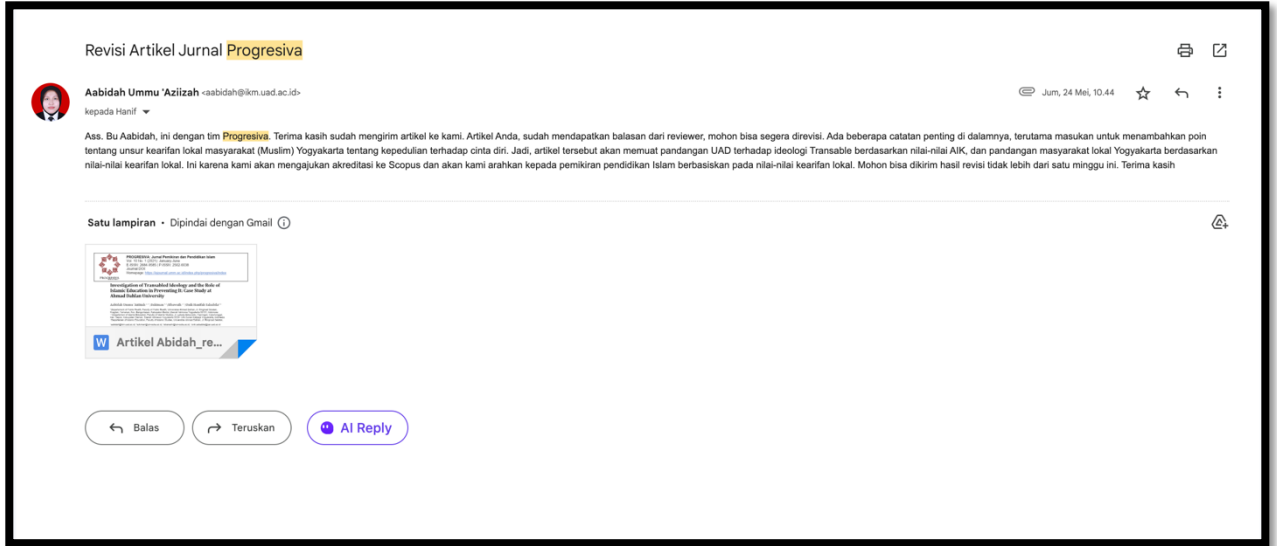 Revisi Artikel Jurnal Progresiva
Aabidah Ummu 'Aziizah <aabidah@ikm.uad.ac.id>
Jum, 24 Mei, 10.44
kepada Hanif
Ass. Bu Aabidah, ini dengan tim Progresiva. Terima kasih sudah mengirim artikel ke kami. Artikel Anda, sudah mendapatkan balasan dari reviewer, mohon bisa segera direvisi. Ada beberapa catatan penting di dalamnya, terutama masukan untuk menambahkan poin
tentang unsur kearifan lokal masyarakat (Muslim) Yogyakarta tentang kepedulian terhadap cinta diri. Jadi, artikel tersebut akan memuat pandangan UAD terhadap ideologi Transable berdasarkan nilai-nilai AIK, dan pandangan masyarakat lokal Yogyakarta berdasarkan
nilai-nilai kearifan lokal. Ini karena kami akan mengajukan akreditasi ke Scopus dan akan kami arahkan kepada pemikiran pendidikan Islam berbasiskan pada nilai-nilai kearifan lokal. Mohon bisa dikirim hasil revisi tidak lebih dari satu minggu ini. Terima kasih
Satu lampiran • Dipindai dengan Gmail
PROGRESIVA: Jurnal Pemikiran dan Pendidikan Islam
Investigation of Transabled Ideology and the Role of
Islamic Education in Preventing It: Case Study at
Ahmad Dahlan University
W Artikel Abidah_re...
Balas
Teruskan
AI Reply